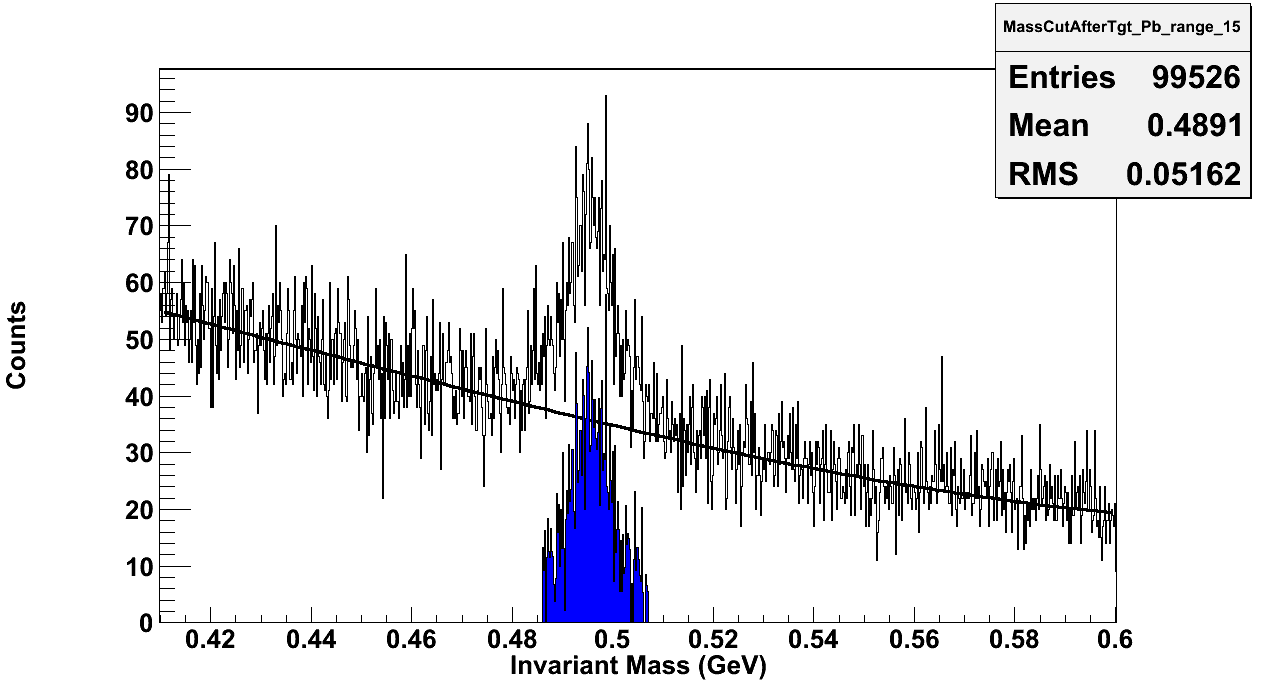 MassCutAfterTgt_Pb_range_15
Entries 99526
Mean 0.4891
RMS 0.05162
90
80
70
60
50
40
30
20
10
0
Counts
0.42 0.44 0.46 0.48 0.5 0.52 0.54 0.56 0.58 0.6
Invariant Mass (GeV)